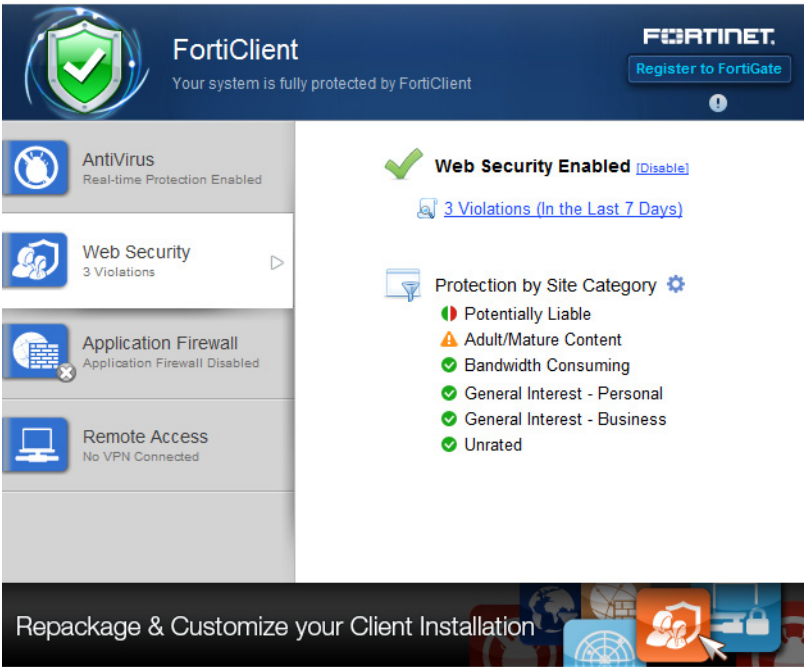 FortiClient
Your system is fully protected by FortiClient
FORTINET.
Register to FortiGate
AntiVirus
Real-time Protection Enabled
Web Security
3 Violations
Application Firewall
Application Firewall Disabled
Remote Access
No VPN Connected
Web Security Enabled [Disable]
3 Violations (In the Last 7 Days)
Protection by Site Category
Potentially Liable
Adult/Mature Content
Bandwidth Consuming
General Interest - Personal
General Interest - Business
Unrated
Repackage & Customize your Client Installation